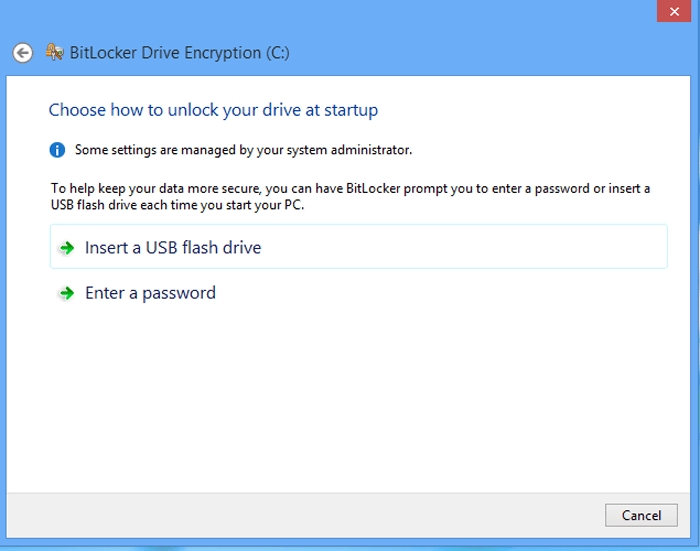 BitLocker Drive Encryption (C:)
Choose how to unlock your drive at startup
Some settings are managed by your system administrator.
To help keep your data more secure, you can have BitLocker prompt you to enter a password or insert a
USB flash drive each time you start your PC.
Insert a USB flash drive
Enter a password
Cancel